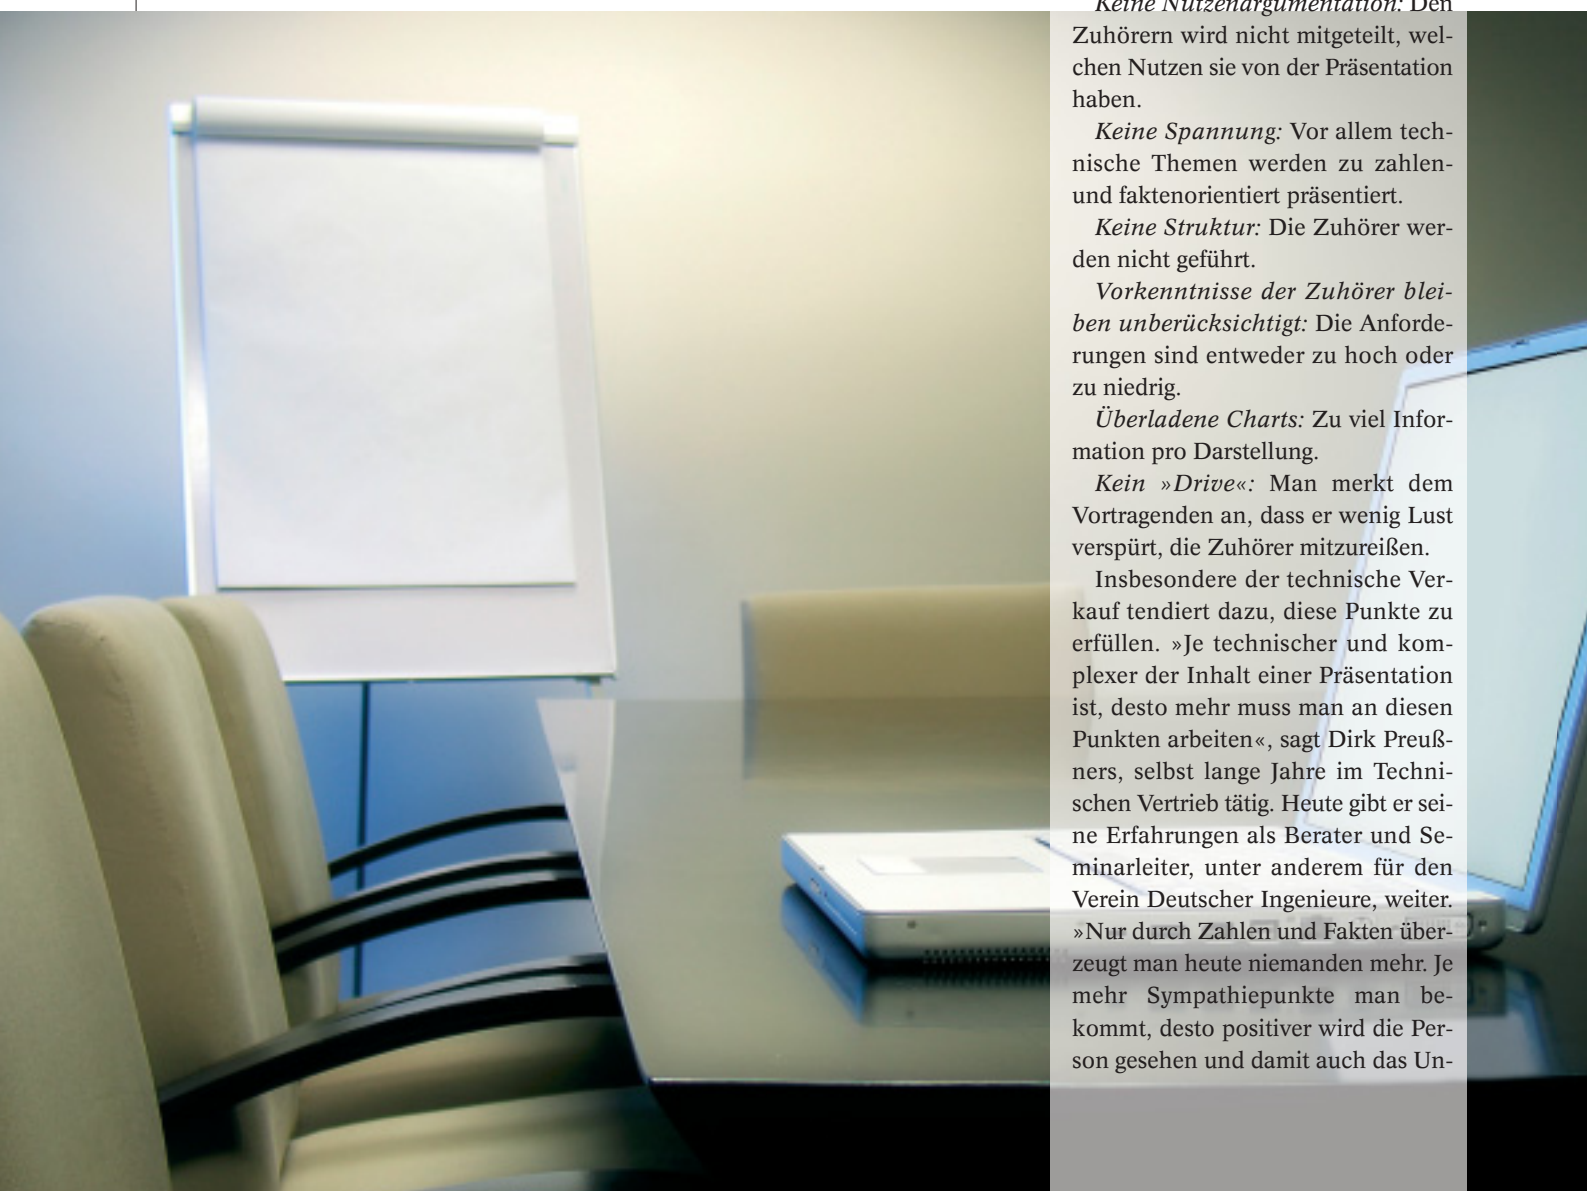 Keine Nutzenargumentation: Den
Zuhörern wird nicht mitgeteilt, wel-
chen Nutzen sie von der Präsentation
haben.
Keine Spannung: Vor allem tech-
nische Themen werden zu zahlen-
und faktenorientiert präsentiert.
Keine Struktur: Die Zuhörer wer-
den nicht geführt.
Vorkenntnisse der Zuhörer blei-
ben unberücksichtigt: Die Anforde-
rungen sind entweder zu hoch oder
zu niedrig.
Überladene Charts: Zu viel Infor-
mation pro Darstellung.
Kein »Drive«: Man merkt dem
Vortragenden an, dass er wenig Lust
verspürt, die Zuhörer mitzureißen.
Insbesondere der technische Ver-
kauf tendiert dazu, diese Punkte zu
erfüllen. »Je technischer und kom-
plexer der Inhalt einer Präsentation
ist, desto mehr muss man an diesen
Punkten arbeiten«, sagt Dirk Preuß-
ners, selbst lange Jahre im Techni-
schen Vertrieb tätig. Heute gibt er sei-
ne Erfahrungen als Berater und Se-
minarleiter, unter anderem für den
Verein Deutscher Ingenieure, weiter.
»Nur durch Zahlen und Fakten über-
zeugt man heute niemanden mehr. Je
mehr Sympathiepunkte man be-
kommt, desto positiver wird die Per-
son gesehen und damit auch das Un-